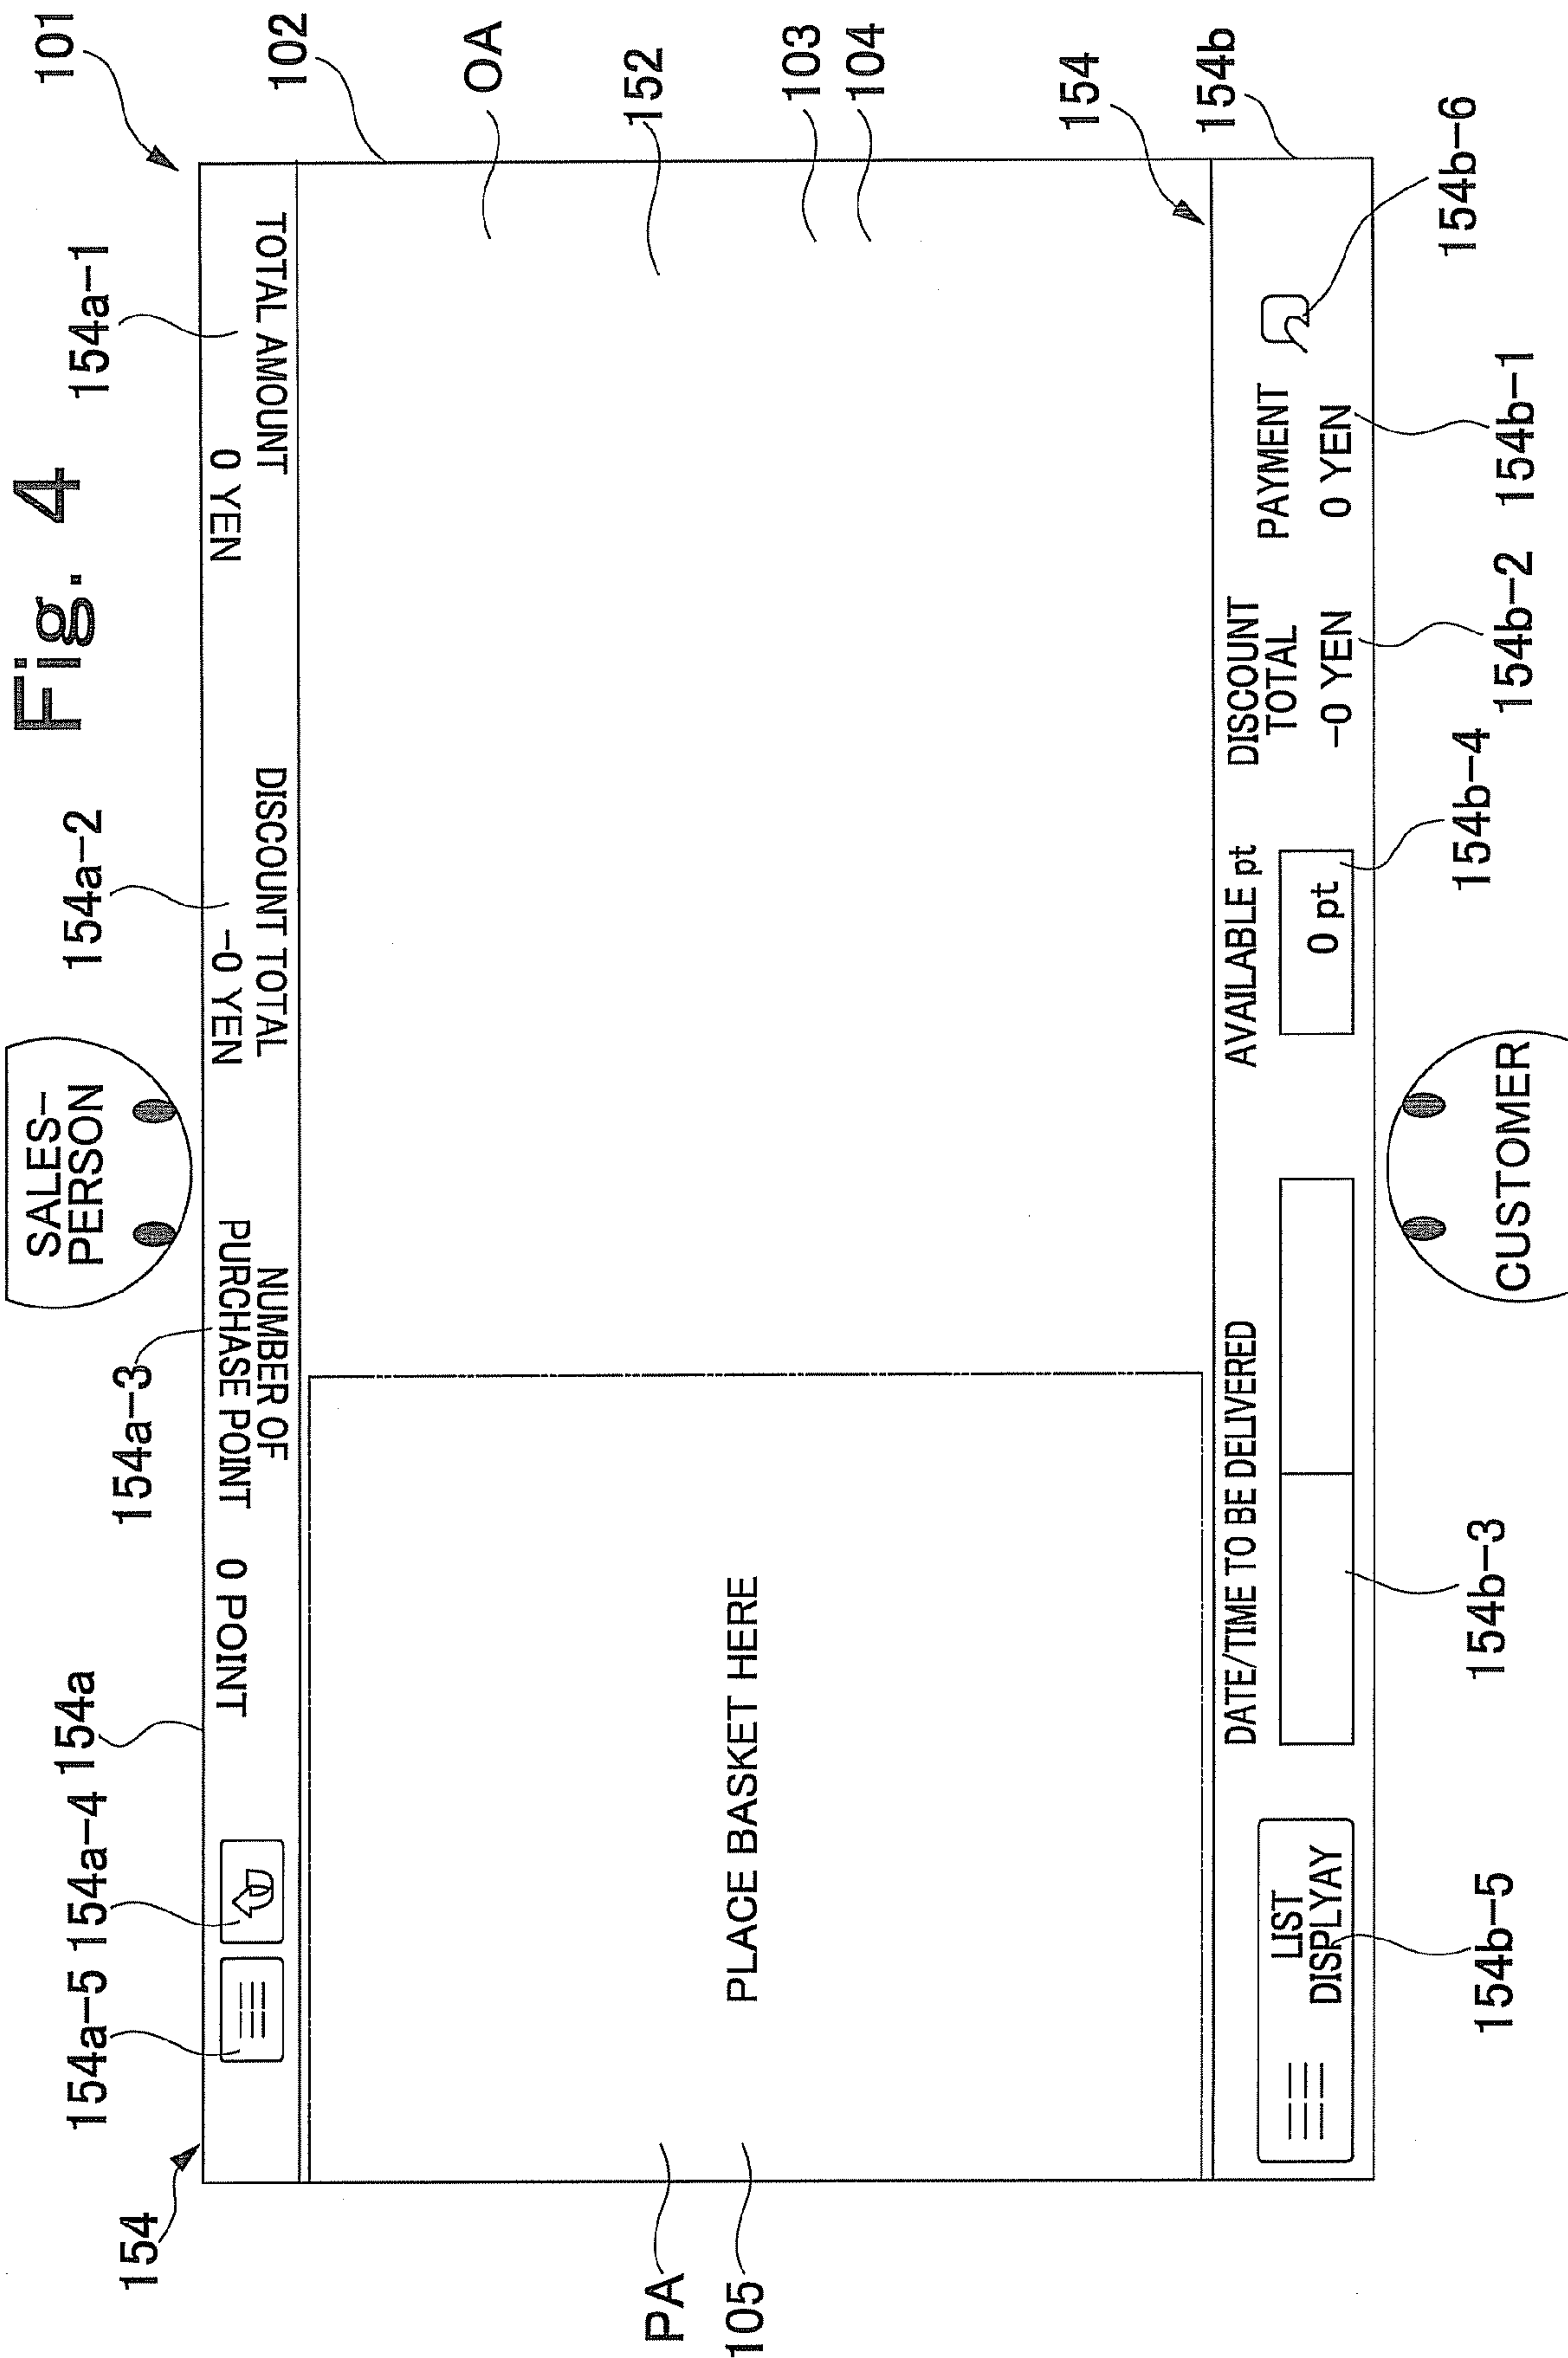 Fig. 4
SALES-
PERSON
154
154a-5
154a-4
154a
154a-3
154a-2
154a-1
101
102
OA
152
103
104
154
154b
154b-6
NUMBER OF
PURCHASE POINT
0 POINT
DISCOUNT TOTAL
-0 YEN
TOTAL AMOUNT
0 YEN
PA
105
PLACE BASKET HERE
LIST
DISPLYAY
DATE/TIME TO BE DELIVERED
AVAILABLE pt
0 pt
DISCOUNT
TOTAL
-0 YEN
PAYMENT
0 YEN
154b-5
154b-3
154b-4
154b-2
154b-1
CUSTOMER